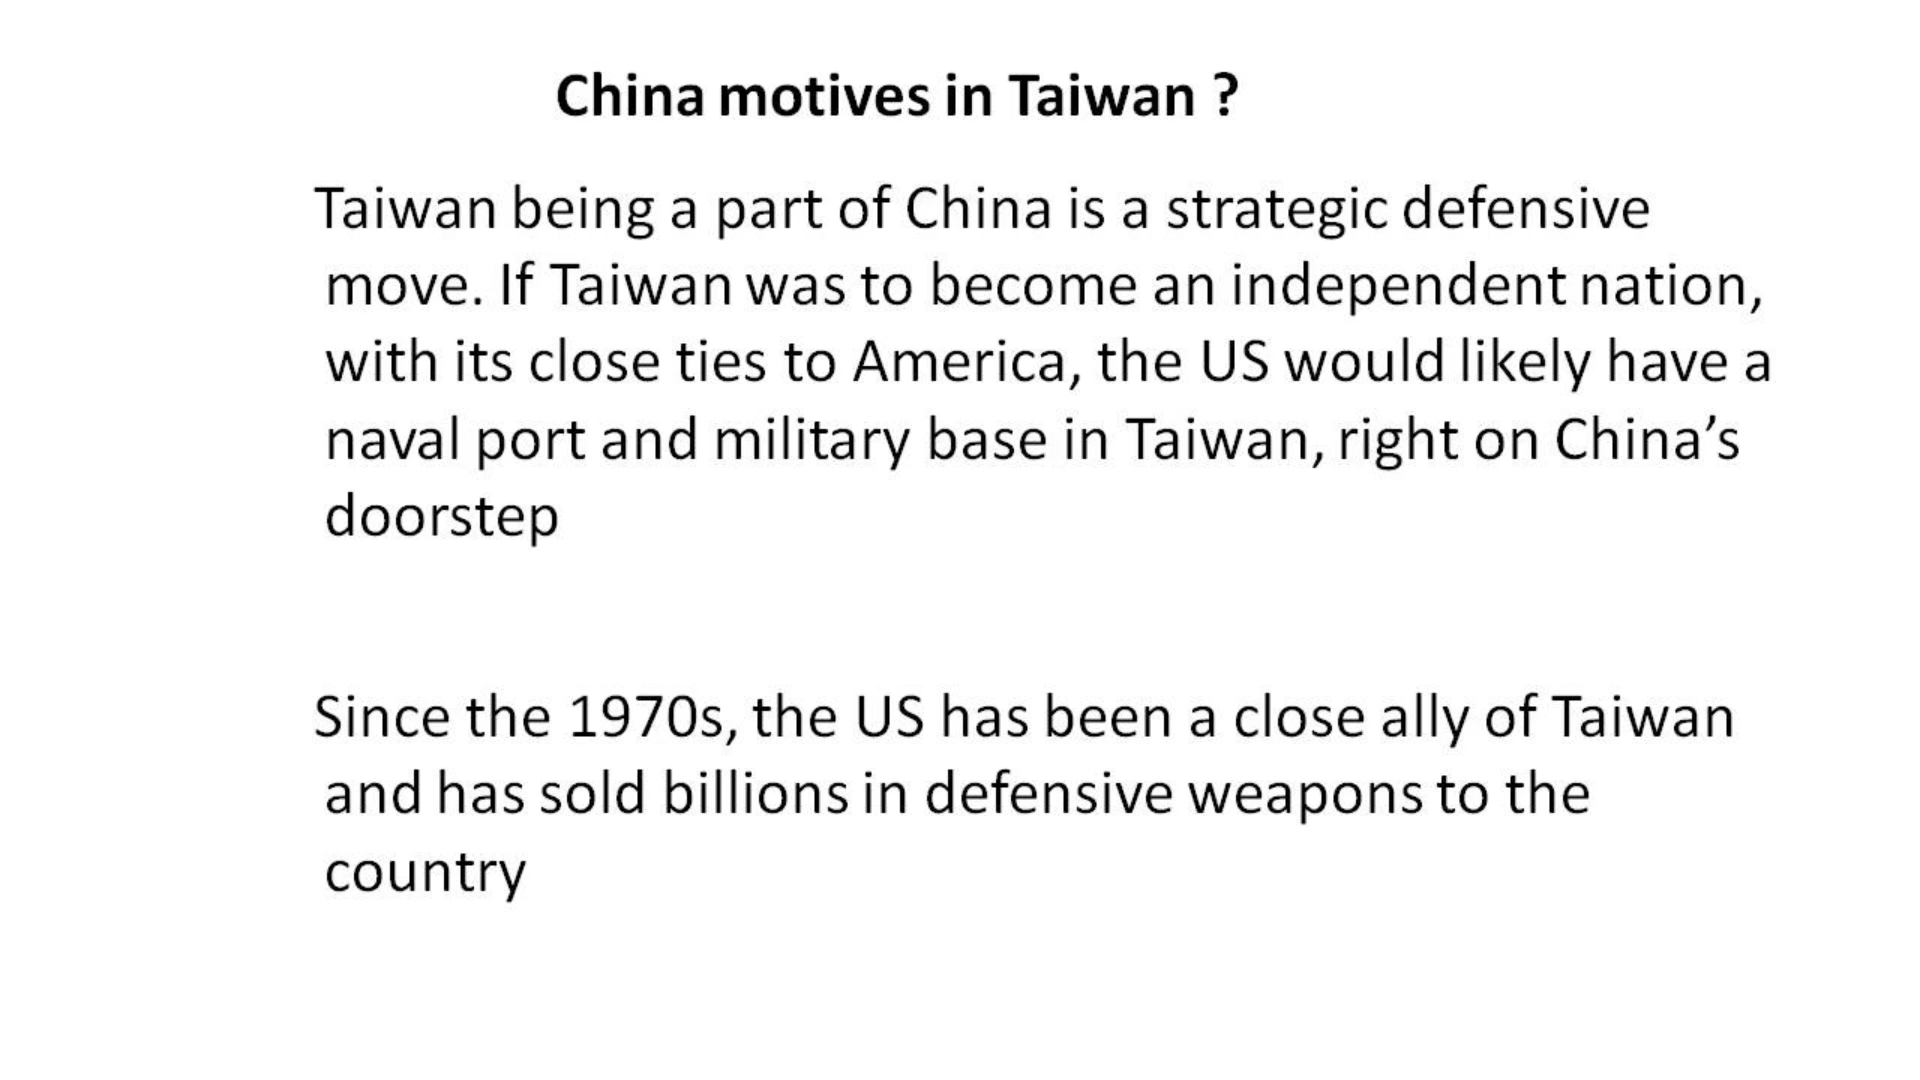 China motives in Taiwan ?
Taiwan being a part of China is a strategic defensive
move. If Taiwan was to become an independent nation,
with its close ties to America, the US would likely have a
naval port and military base in Taiwan, right on China’s
doorstep
Since the 1970s, the US has been a close ally of Taiwan
and has sold billions in defensive weapons to the
country